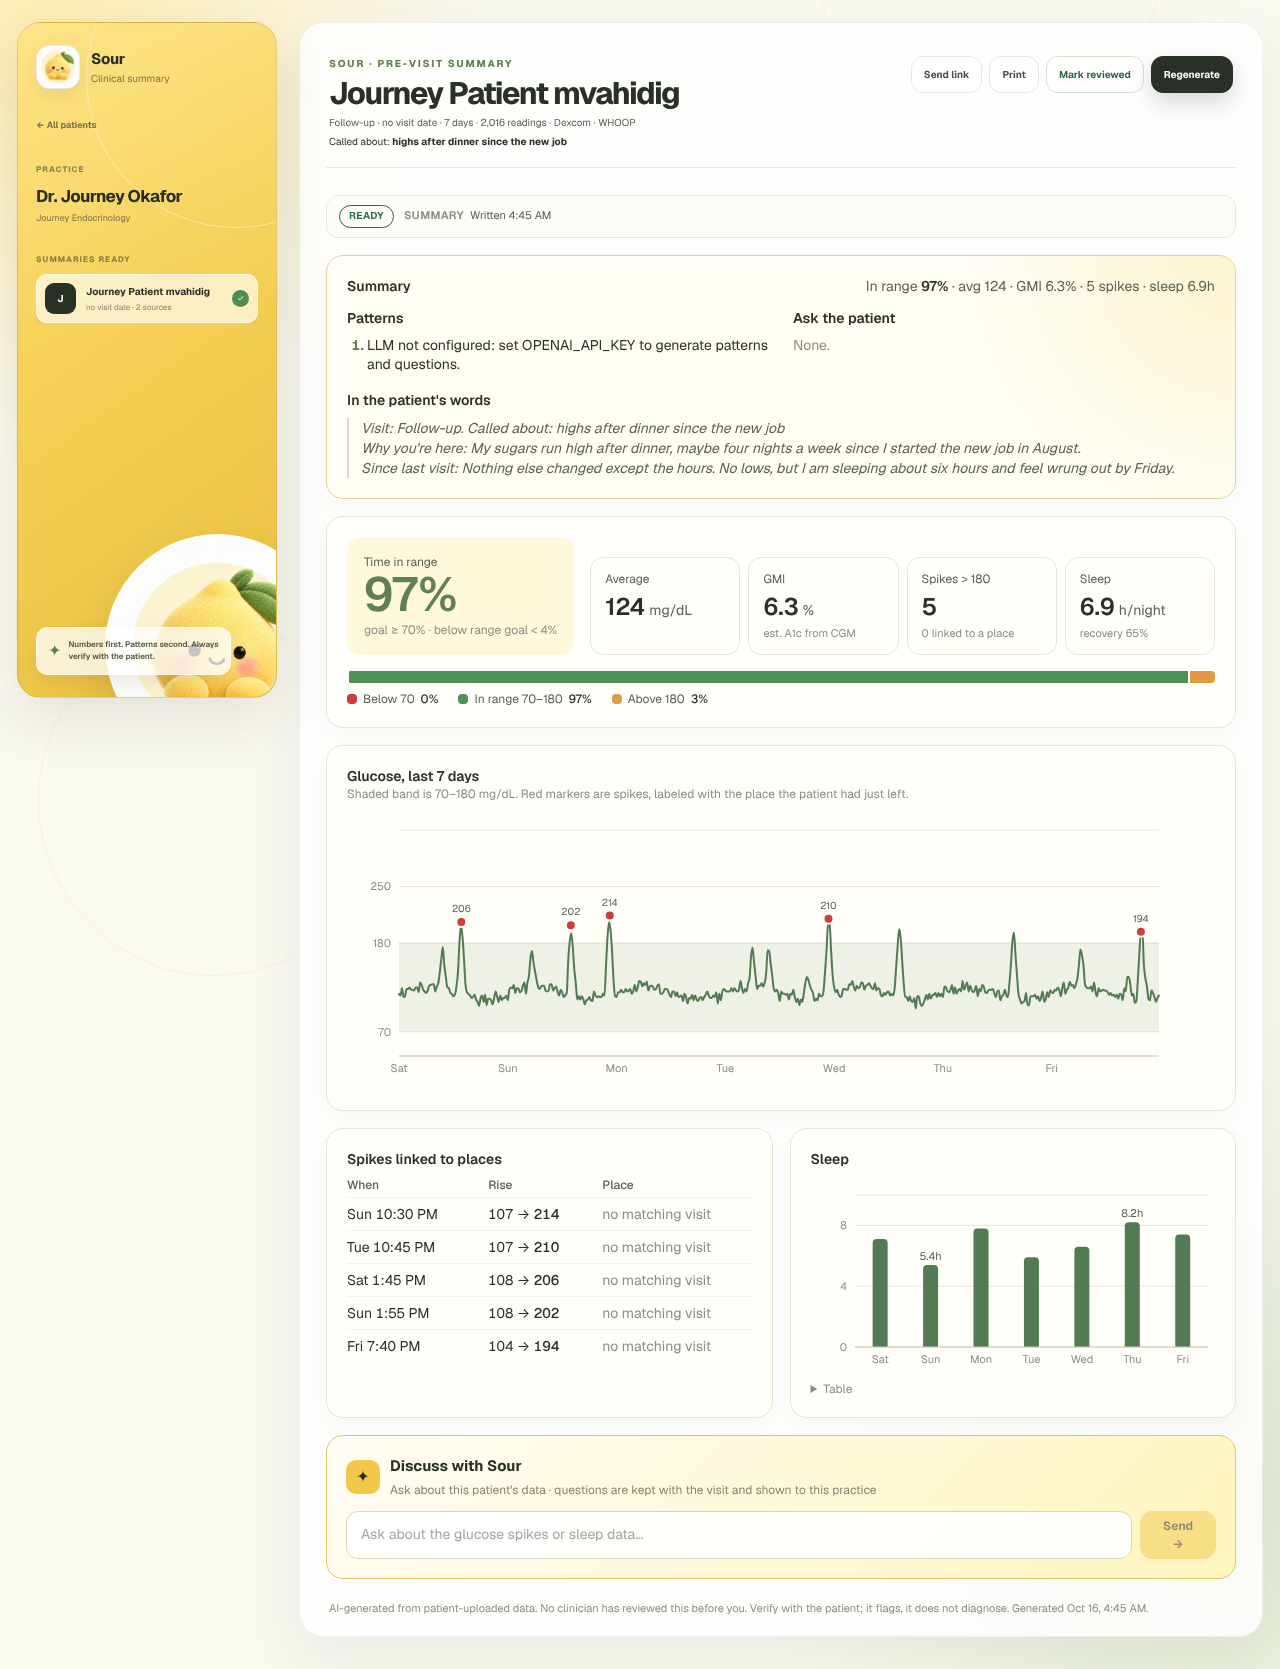 Sour
Clinical summary
← All patients
PRACTICE
Dr. Journey Okafor
Journey Endocrinology
SUMMARIES READY
J
Journey Patient mvahidig
no visit date · 2 sources
✓
✦ Numbers first. Patterns second. Always
verify with the patient.
SOUR · PRE-VISIT SUMMARY
Journey Patient mvahidig
Follow-up · no visit date · 7 days · 2,016 readings · Dexcom · WHOOP
Called about: highs after dinner since the new job
Send link
Print
Mark reviewed
Regenerate
READY SUMMARY Written 4:45 AM
Summary
In range 97% · avg 124 · GMI 6.3% · 5 spikes · sleep 6.9h
Patterns
1. LLM not configured: set OPENAI_API_KEY to generate patterns
and questions.
Ask the patient
None.
In the patient's words
Visit: Follow-up. Called about: highs after dinner since the new job
Why you're here: My sugars run high after dinner, maybe four nights a week since I started the new job in August.
Since last visit: Nothing else changed except the hours. No lows, but I am sleeping about six hours and feel wrung out by Friday.
Time in range
97%
goal ≥ 70% · below range goal < 4%
Average
124 mg/dL
GMI
6.3 %
est. A1c from CGM
Spikes > 180
5
0 linked to a place
Sleep
6.9 h/night
recovery 65%
Below 70 0%
In range 70–180 97%
Above 180 3%
Glucose, last 7 days
Shaded band is 70–180 mg/dL. Red markers are spikes, labeled with the place the patient had just left.
250
180
70
206
202
214
210
194
Sat Sun Mon Tue Wed Thu Fri
Spikes linked to places
When Rise Place
Sun 10:30 PM 107 → 214 no matching visit
Tue 10:45 PM 107 → 210 no matching visit
Sat 1:45 PM 108 → 206 no matching visit
Sun 1:55 PM 108 → 202 no matching visit
Fri 7:40 PM 104 → 194 no matching visit
Sleep
8
4
0
5.4h
8.2h
Sat Sun Mon Tue Wed Thu Fri
▶ Table
✦
Discuss with Sour
Ask about this patient's data · questions are kept with the visit and shown to this practice
Ask about the glucose spikes or sleep data…
Send
→
AI-generated from patient-uploaded data. No clinician has reviewed this before you. Verify with the patient; it flags, it does not diagnose. Generated Oct 16, 4:45 AM.